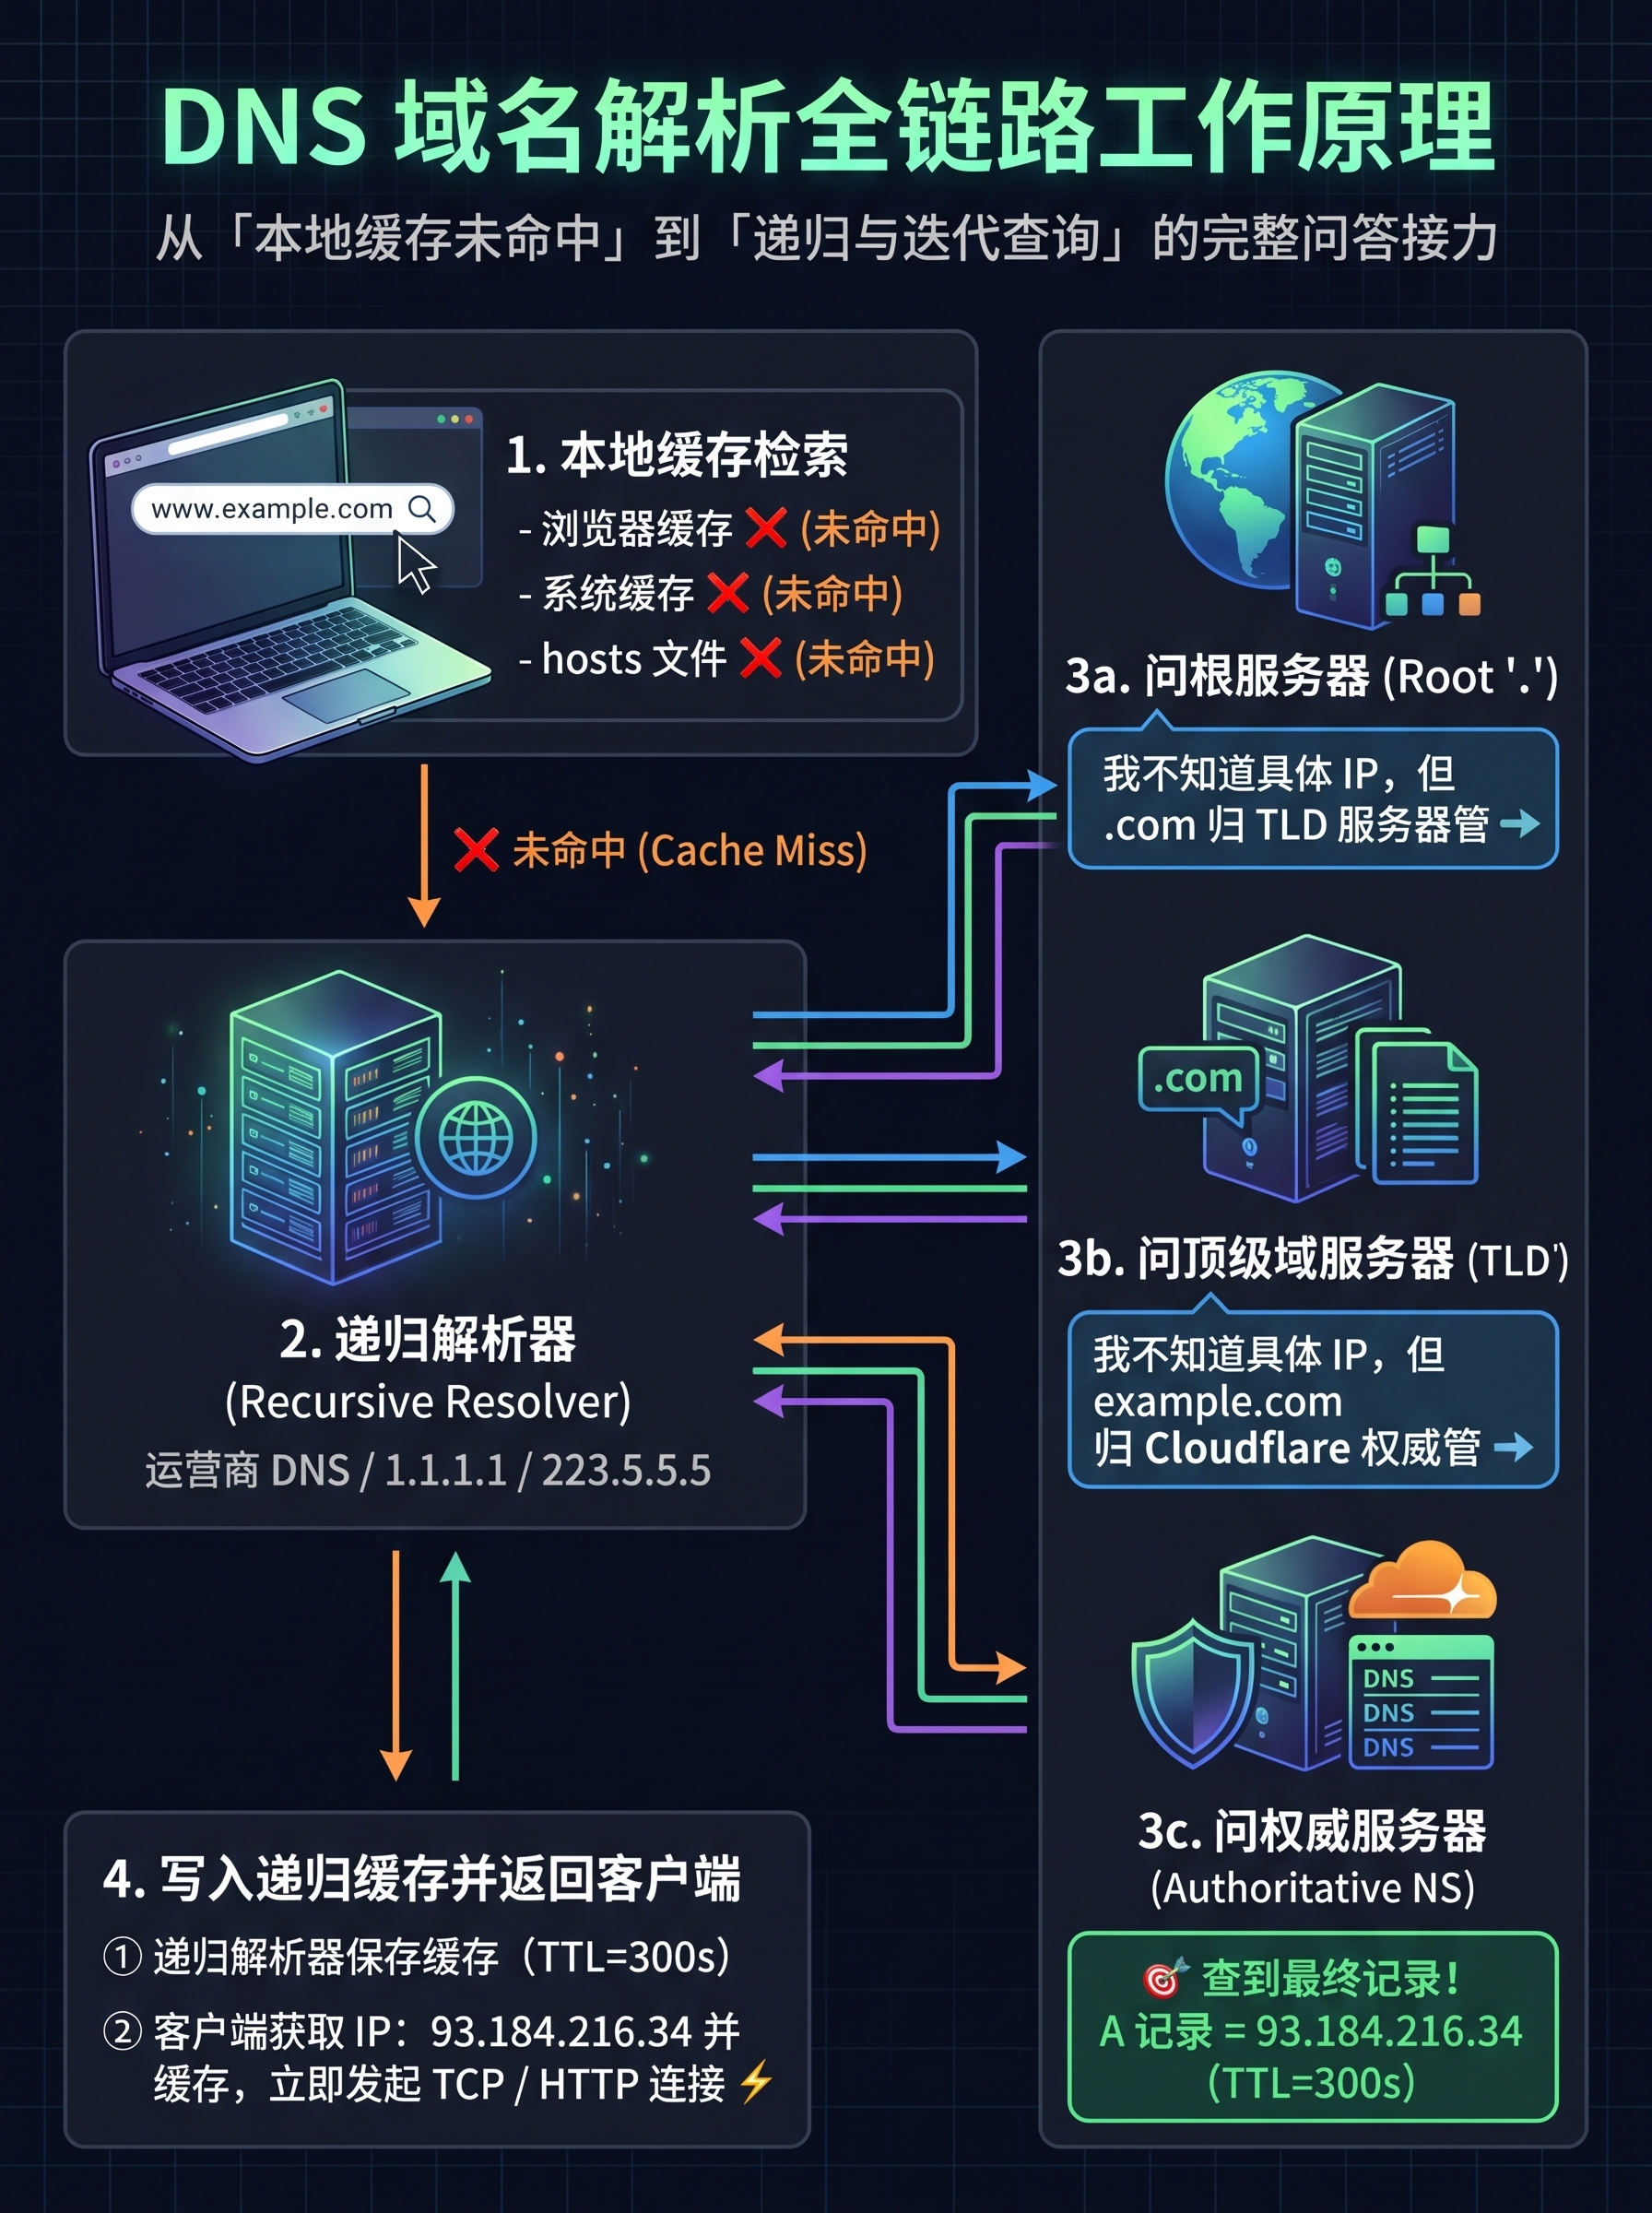 DNS 域名解析全链路工作原理
从「本地缓存未命中」到「递归与迭代查询」的完整问答接力
www.example.com
1. 本地缓存检索
- 浏览器缓存 ❌ (未命中)
- 系统缓存 ❌ (未命中)
- hosts 文件 ❌ (未命中)
❌ 未命中 (Cache Miss)
2. 递归解析器
(Recursive Resolver)
运营商 DNS / 1.1.1.1 / 223.5.5.5
3a. 问根服务器 (Root '.')
我不知道具体 IP，但
.com 归 TLD 服务器管 →
.com
3b. 问顶级域服务器 (TLD')
我不知道具体 IP，但
example.com
归 Cloudflare 权威管 →
DNS
DNS
DNS
3c. 问权威服务器
(Authoritative NS)
🎯 查到最终记录！
A 记录 = 93.184.216.34
(TTL=300s)
4. 写入递归缓存并返回客户端
① 递归解析器保存缓存（TTL=300s）
② 客户端获取 IP：93.184.216.34 并
缓存，立即发起 TCP / HTTP 连接 ⚡